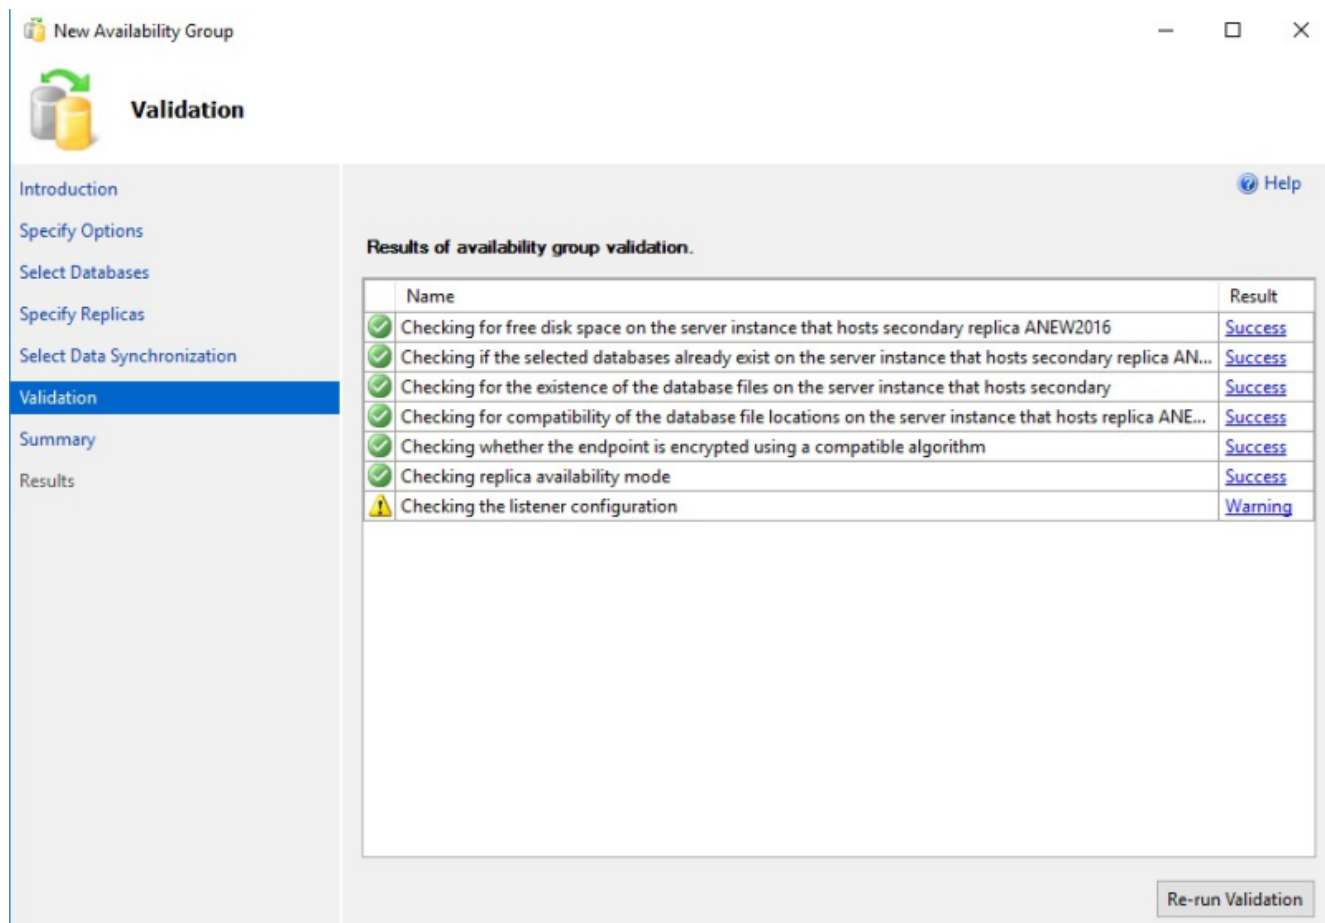 New Availability Group
Validation
Introduction
Specify Options
Select Databases
Specify Replicas
Select Data Synchronization
Validation
Summary
Results
Help
Results of availability group validation.
Name Result
Checking for free disk space on the server instance that hosts secondary replica ANEW2016 Success
Checking if the selected databases already exist on the server instance that hosts secondary replica AN... Success
Checking for the existence of the database files on the server instance that hosts secondary Success
Checking for compatibility of the database file locations on the server instance that hosts replica ANE... Success
Checking whether the endpoint is encrypted using a compatible algorithm Success
Checking replica availability mode Success
Checking the listener configuration Warning
Re-run Validation